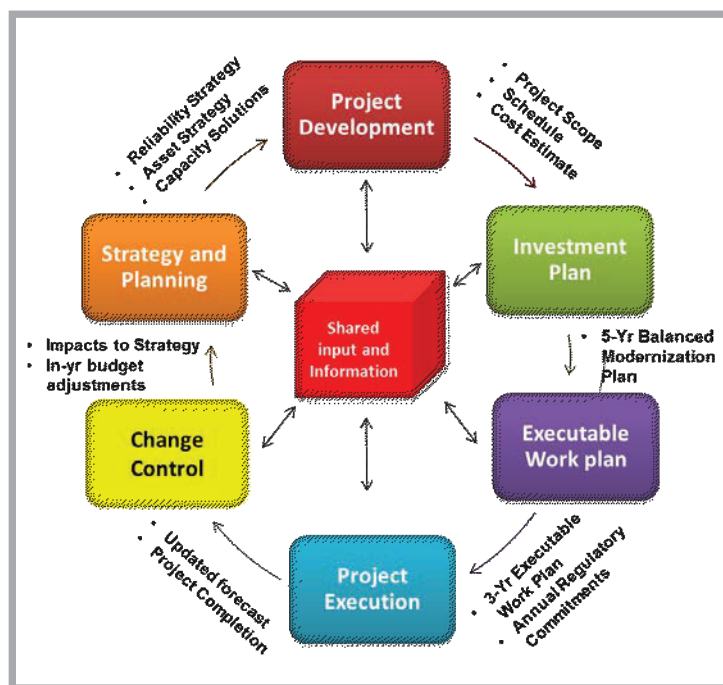 Project
Development
• Project Scope
• Schedule
• Cost Estimate
Investment
Plan
• 5-Yr Balanced
Modernization
Plan
Executable
Work plan
• 3-Yr Executable
Work Plan
• Annual Regulatory
Commitments
Project
Execution
• Updated forecast
• Project Completion
Change
Control
• Impacts to Strategy
• In-yr budget
adjustments
Strategy and
Planning
• Reliability Strategy
• Asset Strategy
• Capacity Solutions
Shared
input and
Information